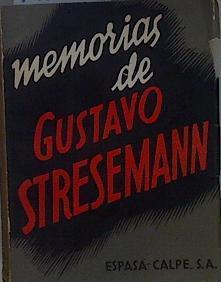 memorias
de
GUSTAVO
STRESEMANN
ESPASA-CALPE. S.A.